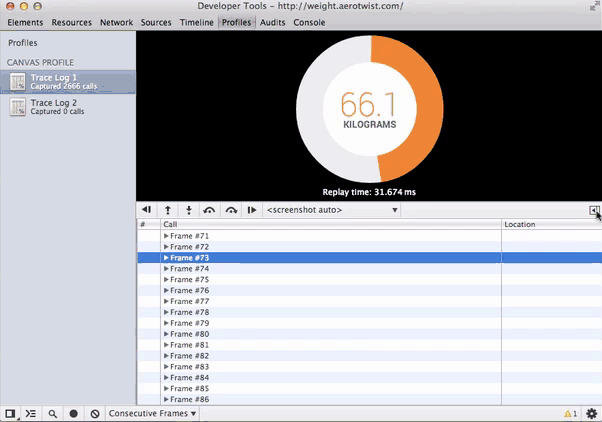 Developer Tools - http://weight.aerotwist.com/
Elements Resources Network Sources Timeline Profiles Audits Console
Profiles
CANVAS PROFILE
Trace Log 1
Captured 2666 calls
Trace Log 2
Captured 0 calls
66.1
KILOGRAMS
Replay time: 31.674 ms
<screenshot auto>
# Call Location
Frame #71
Frame #72
Frame #73
Frame #74
Frame #75
Frame #76
Frame #77
Frame #78
Frame #79
Frame #80
Frame #81
Frame #82
Frame #83
Frame #84
Frame #85
Frame #86
Consecutive Frames
1